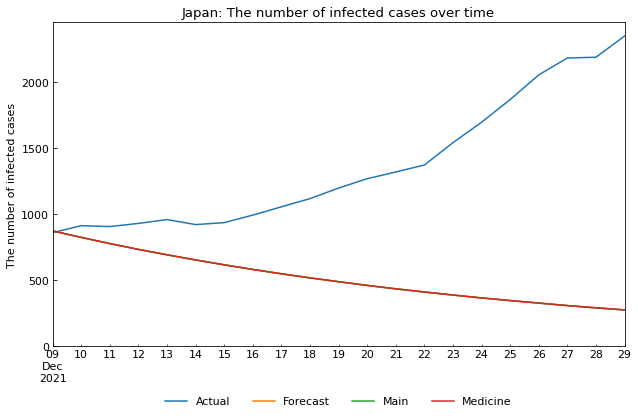 Japan: The number of infected cases over time
The number of infected cases
2000
1500
1000
500
0
09 10 11 12 13 14 15 16 17 18 19 20 21 22 23 24 25 26 27 28 29
Dec
2021
Actual Forecast Main Medicine